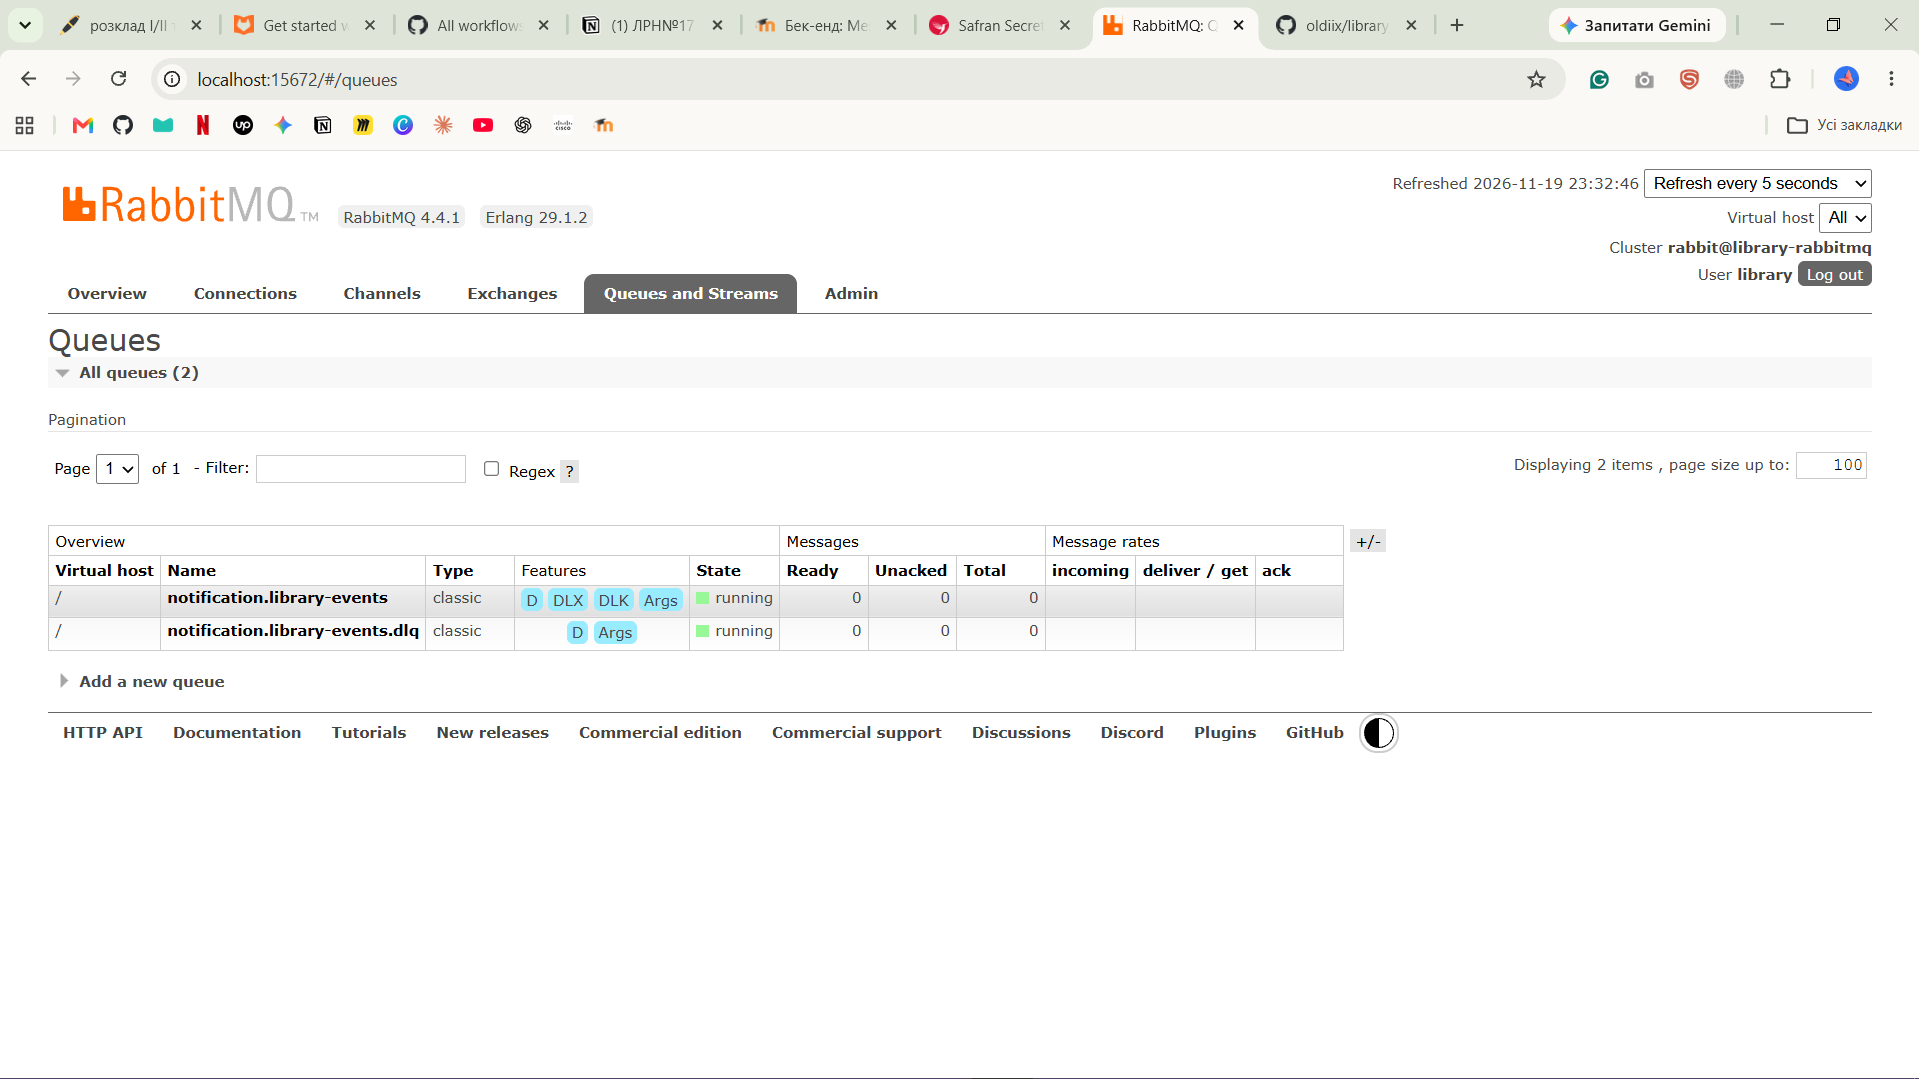 розклад І/ІІ т
Get started w
All workflows
(1) ЛРН№17
Бек-енд: Ме
Safran Secret
RabbitMQ: Q
oldiix/library
Запитати Gemini
localhost:15672/#/queues
Усі закладки
RabbitMQ TM
RabbitMQ 4.4.1
Erlang 29.1.2
Refreshed 2026-11-19 23:32:46
Refresh every 5 seconds
Virtual host All
Cluster rabbit@library-rabbitmq
User library Log out
Overview
Connections
Channels
Exchanges
Queues and Streams
Admin
Queues
All queues (2)
Pagination
Page 1 of 1 - Filter: Regex ?
Displaying 2 items , page size up to: 100
Overview Messages Message rates +/-
Virtual host Name Type Features State Ready Unacked Total incoming deliver / get ack
/ notification.library-events classic D DLX DLK Args running 0 0 0
/ notification.library-events.dlq classic D Args running 0 0 0
Add a new queue
HTTP API
Documentation
Tutorials
New releases
Commercial edition
Commercial support
Discussions
Discord
Plugins
GitHub